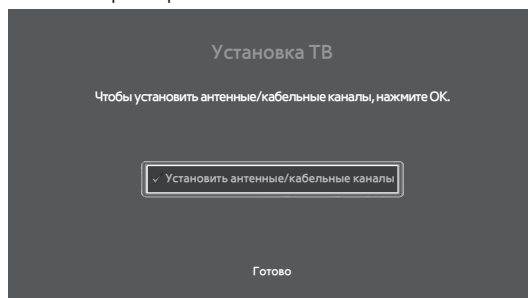 Установка ТВ
Чтобы установить антенные/кабельные каналы, нажмите OK.
✓ Установить антенные/кабельные каналы
Готово